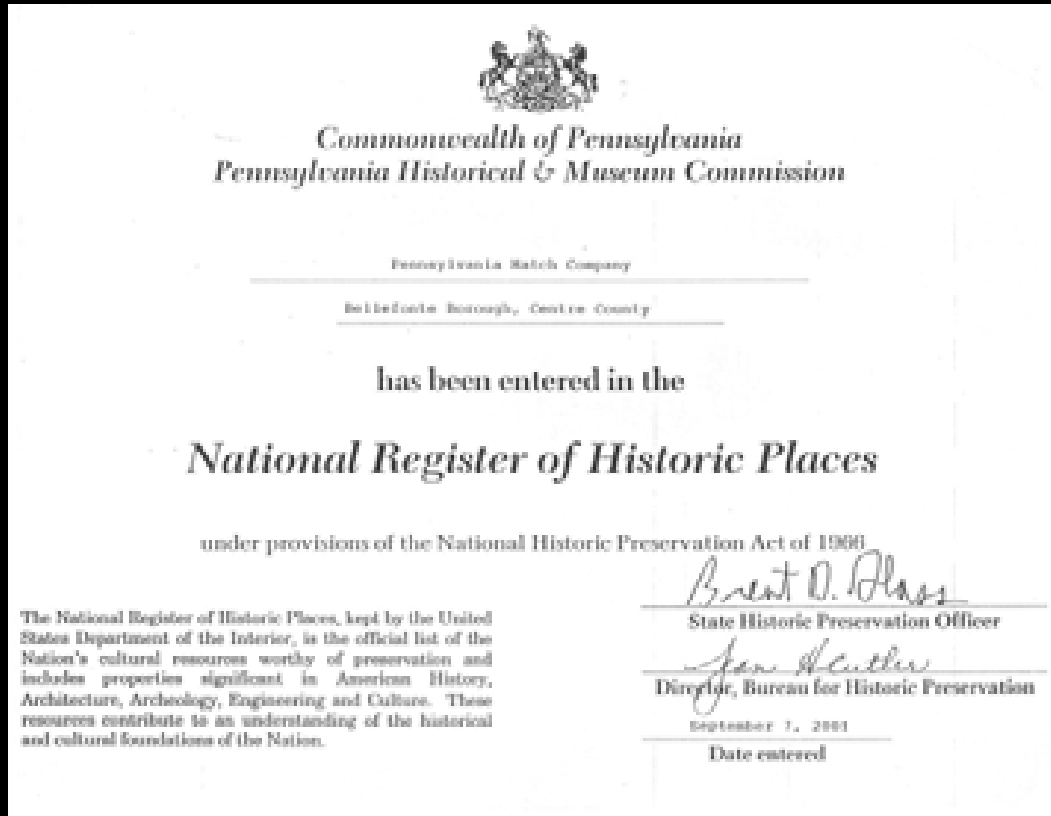 Commonwealth of Pennsylvania
Pennsylvania Historical & Museum Commission
Pennsylvania Match Company
Bellefonte Borough, Centre County
has been entered in the
National Register of Historic Places
under provisions of the National Historic Preservation Act of 1966
Brent D. Glass
State Historic Preservation Officer
The National Register of Historic Places, kept by the United
States Department of the Interior, is the official list of the
Nation's cultural resources worthy of preservation and
includes properties significant in American History,
Architecture, Archeology, Engineering and Culture. These
resources contribute to an understanding of the historical
and cultural foundations of the Nation.
Director, Bureau for Historic Preservation
September 7, 2001
Date entered